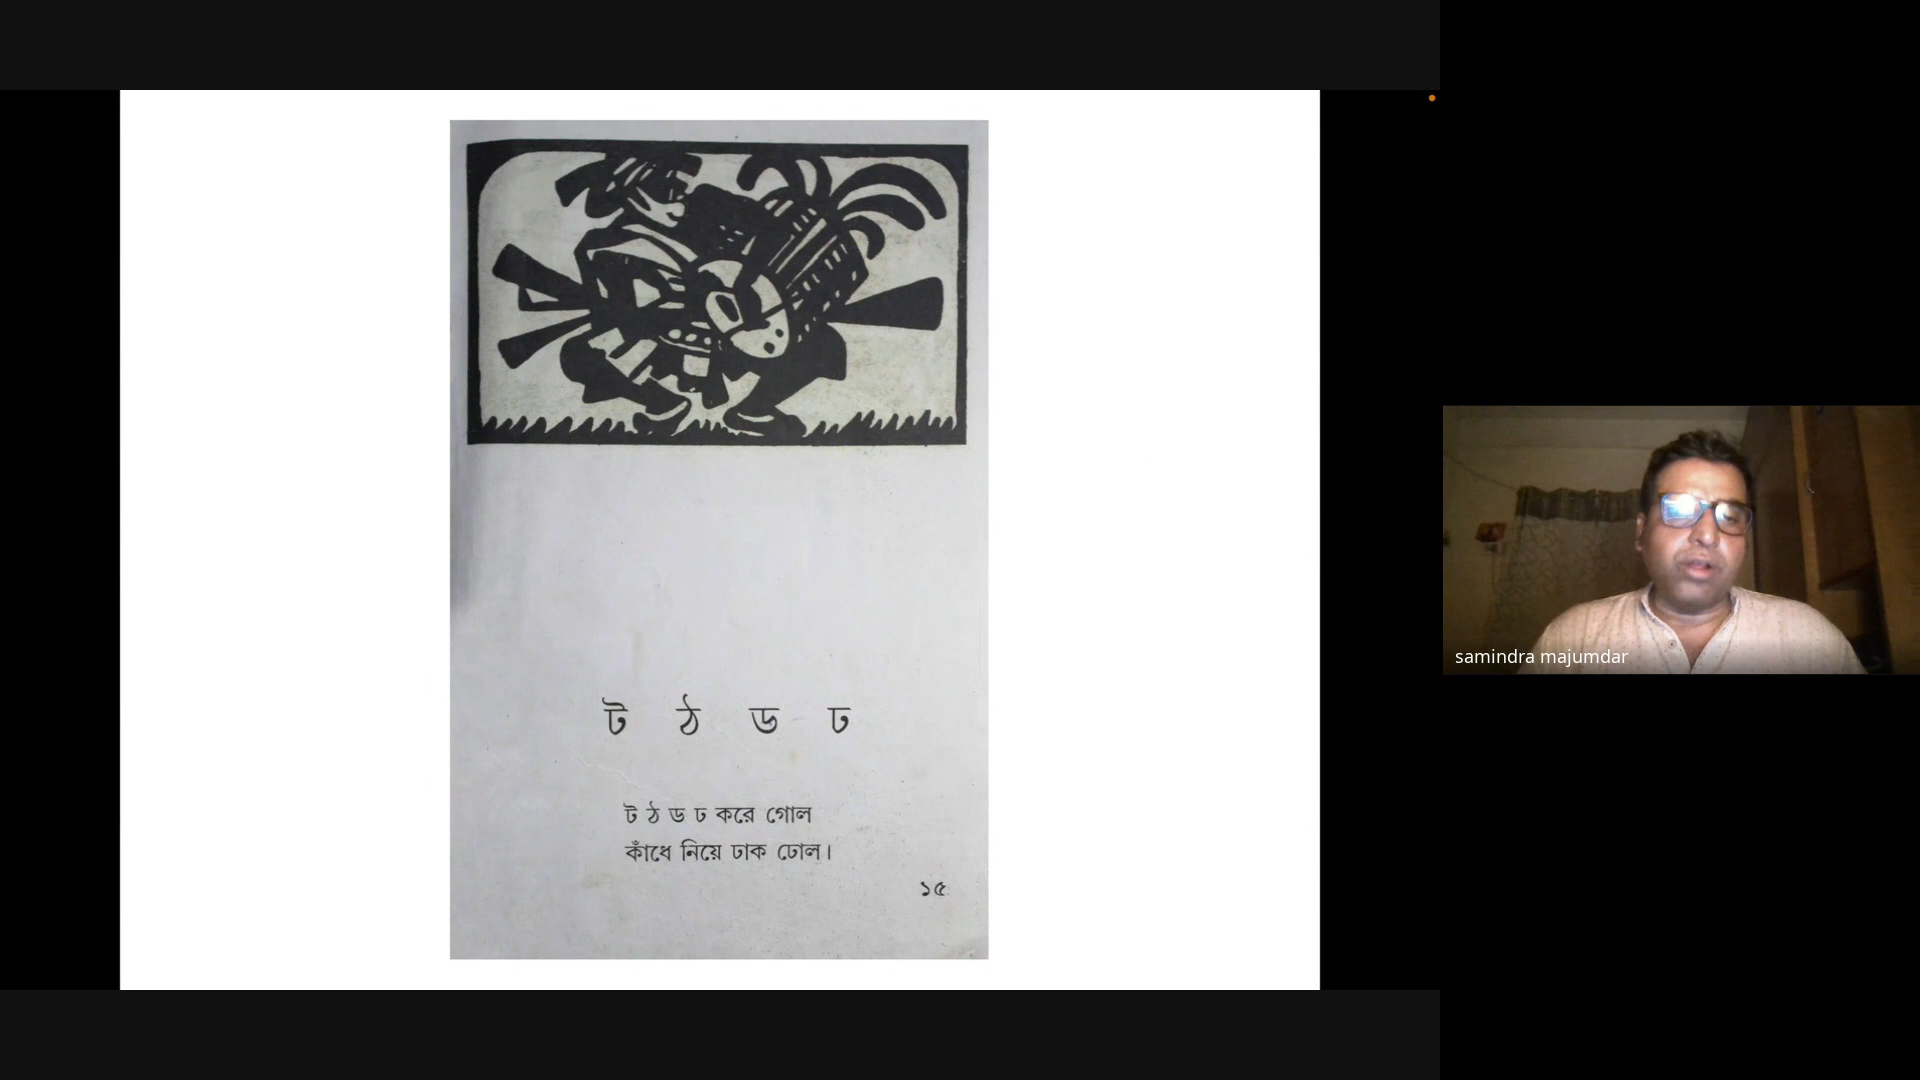 ট ঠ ড ঢ
ট ঠ ড ঢ করে গোল
কাঁধে নিয়ে ঢাক ঢোল।
১৫
samindra majumdar